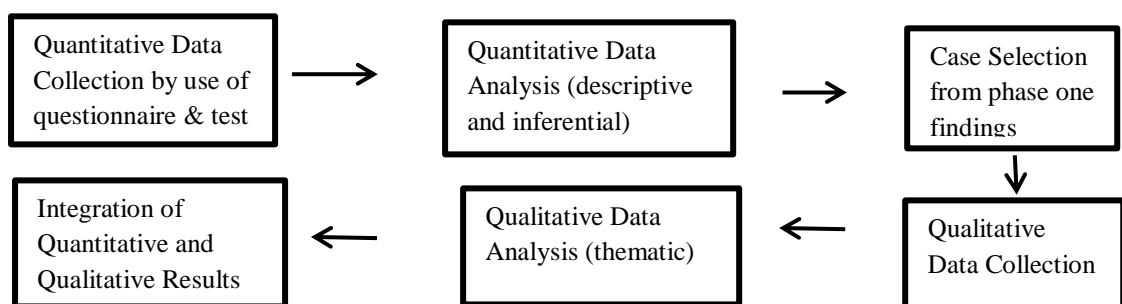 Quantitative Data
Collection by use of
questionnaire & test
Quantitative Data
Analysis (descriptive
and inferential)
Case Selection
from phase one
findings
Qualitative
Data Collection
Qualitative Data
Analysis (thematic)
Integration of
Quantitative and
Qualitative Results